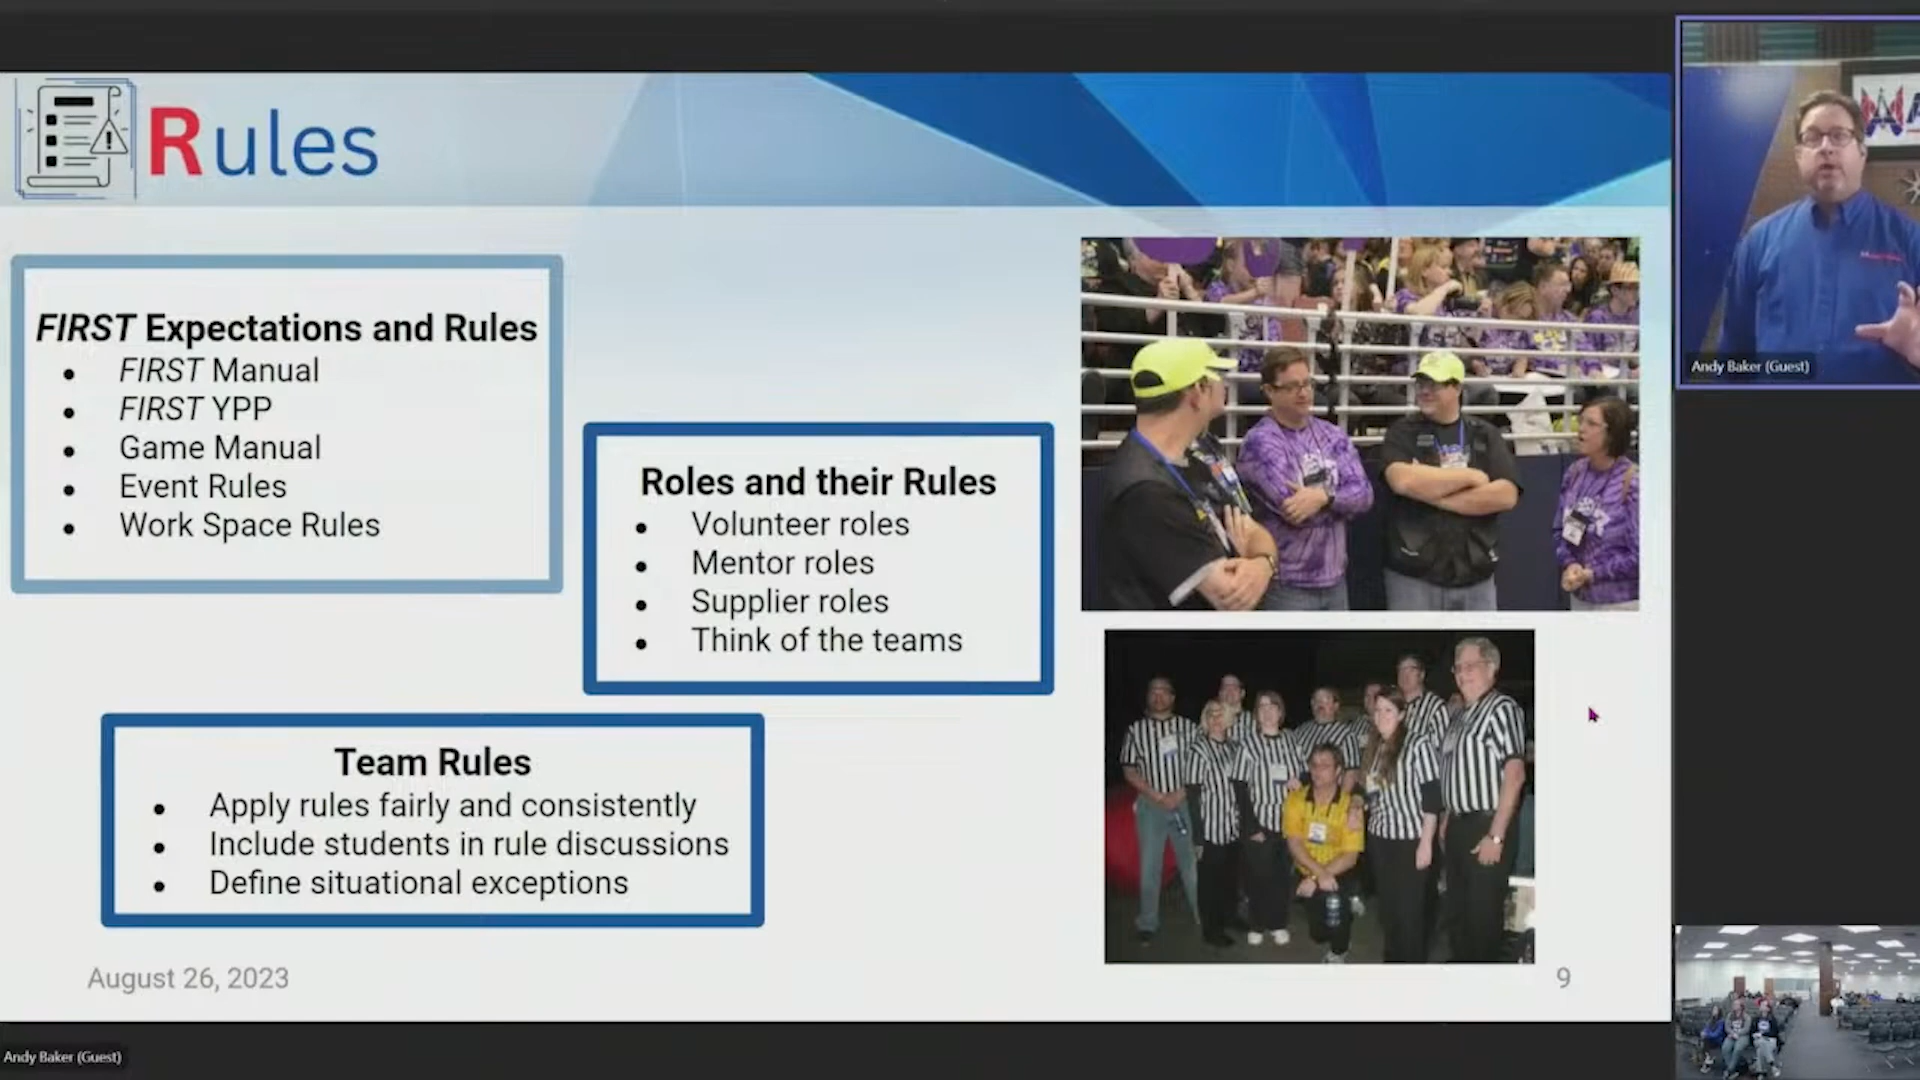 Rules
FIRST Expectations and Rules
FIRST Manual
FIRST YPP
Game Manual
Event Rules
Work Space Rules
Roles and their Rules
Volunteer roles
Mentor roles
Supplier roles
Think of the teams
Team Rules
Apply rules fairly and consistently
Include students in rule discussions
Define situational exceptions
August 26, 2023
9
Andy Baker (Guest)
Andy Baker (Guest)